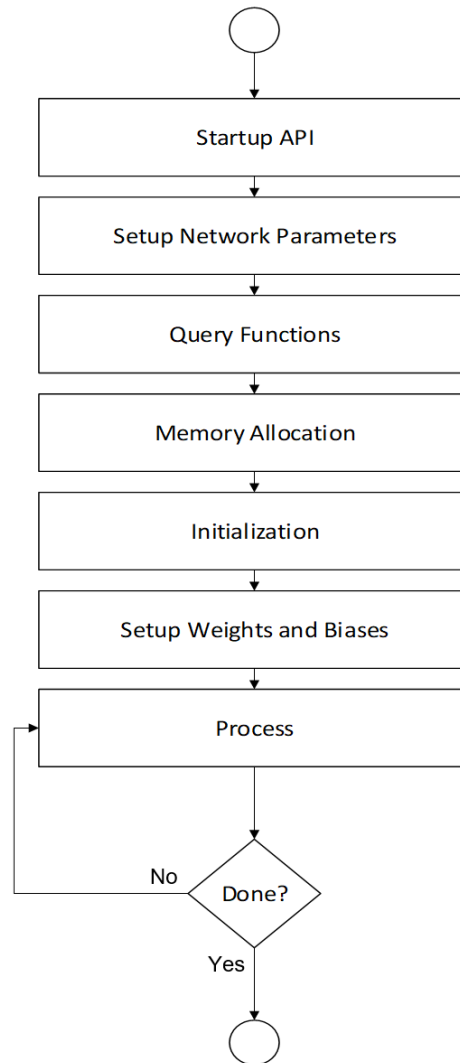 Startup API
Setup Network Parameters
Query Functions
Memory Allocation
Initialization
Setup Weights and Biases
Process
No
Done?
Yes